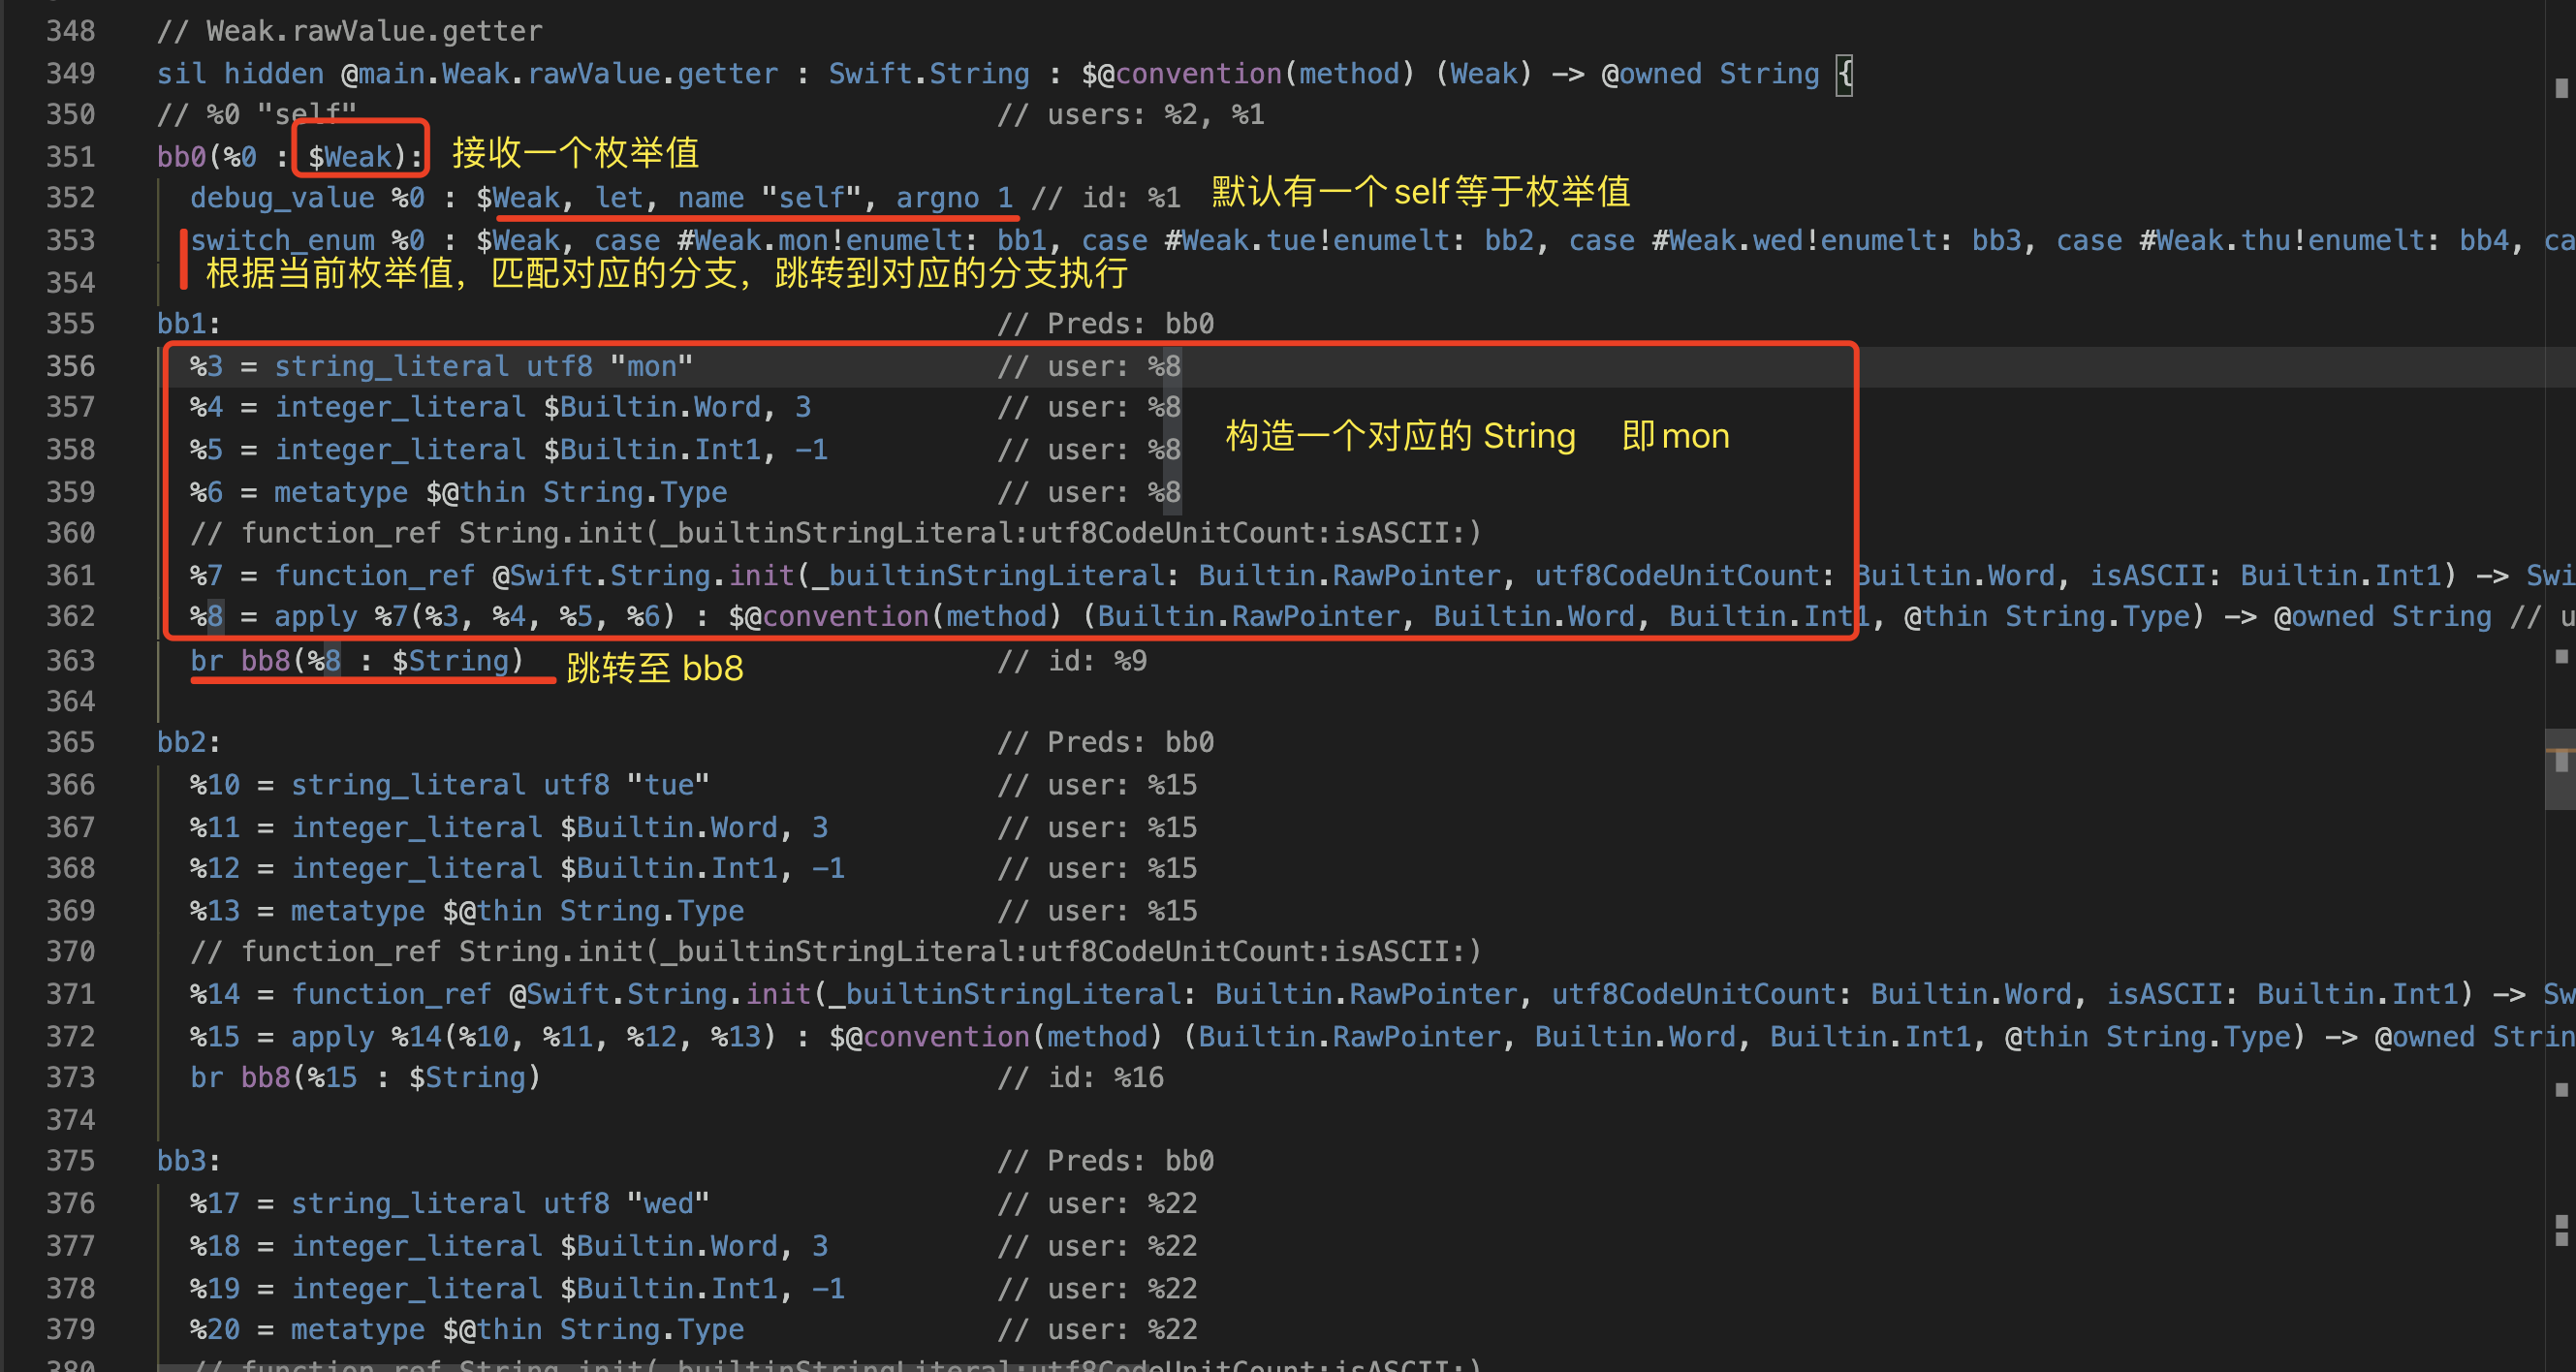 348 // Weak.rawValue.getter
349 sil hidden @main.Weak.rawValue.getter : Swift.String : $@convention(method) (Weak) -> @owned String {
350 // %0 "self" // users: %2, %1
351 bb0(%0 : $Weak): 接收一个枚举值
352 debug_value %0 : $Weak, let, name "self", argno 1 // id: %1 默认有一个self等于枚举值
353 switch_enum %0 : $Weak, case #Weak.mon!enumelt: bb1, case #Weak.tue!enumelt: bb2, case #Weak.wed!enumelt: bb3, case #Weak.thu!enumelt: bb4, ca
354 根据当前枚举值，匹配对应的分支，跳转到对应的分支执行
355 bb1: // Preds: bb0
356 %3 = string_literal utf8 "mon" // user: %8
357 %4 = integer_literal $Builtin.Word, 3 // user: %8
358 %5 = integer_literal $Builtin.Int1, -1 // user: %8 构造一个对应的 String 即mon
359 %6 = metatype $@thin String.Type // user: %8
360 // function_ref String.init(_builtinStringLiteral:utf8CodeUnitCount:isASCII:)
361 %7 = function_ref @Swift.String.init(_builtinStringLiteral: Builtin.RawPointer, utf8CodeUnitCount: Builtin.Word, isASCII: Builtin.Int1) -> Swi
362 %8 = apply %7(%3, %4, %5, %6) : $@convention(method) (Builtin.RawPointer, Builtin.Word, Builtin.Int1, @thin String.Type) -> @owned String // u
363 br bb8(%8 : $String) 跳转至 bb8 // id: %9
364
365 bb2: // Preds: bb0
366 %10 = string_literal utf8 "tue" // user: %15
367 %11 = integer_literal $Builtin.Word, 3 // user: %15
368 %12 = integer_literal $Builtin.Int1, -1 // user: %15
369 %13 = metatype $@thin String.Type // user: %15
370 // function_ref String.init(_builtinStringLiteral:utf8CodeUnitCount:isASCII:)
371 %14 = function_ref @Swift.String.init(_builtinStringLiteral: Builtin.RawPointer, utf8CodeUnitCount: Builtin.Word, isASCII: Builtin.Int1) -> Sw
372 %15 = apply %14(%10, %11, %12, %13) : $@convention(method) (Builtin.RawPointer, Builtin.Word, Builtin.Int1, @thin String.Type) -> @owned Strin
373 br bb8(%15 : $String) // id: %16
374
375 bb3: // Preds: bb0
376 %17 = string_literal utf8 "wed" // user: %22
377 %18 = integer_literal $Builtin.Word, 3 // user: %22
378 %19 = integer_literal $Builtin.Int1, -1 // user: %22
379 %20 = metatype $@thin String.Type // user: %22
380 // function_ref String.init(_builtinStringLiteral:utf8CodeUnitCount:isASCII:)